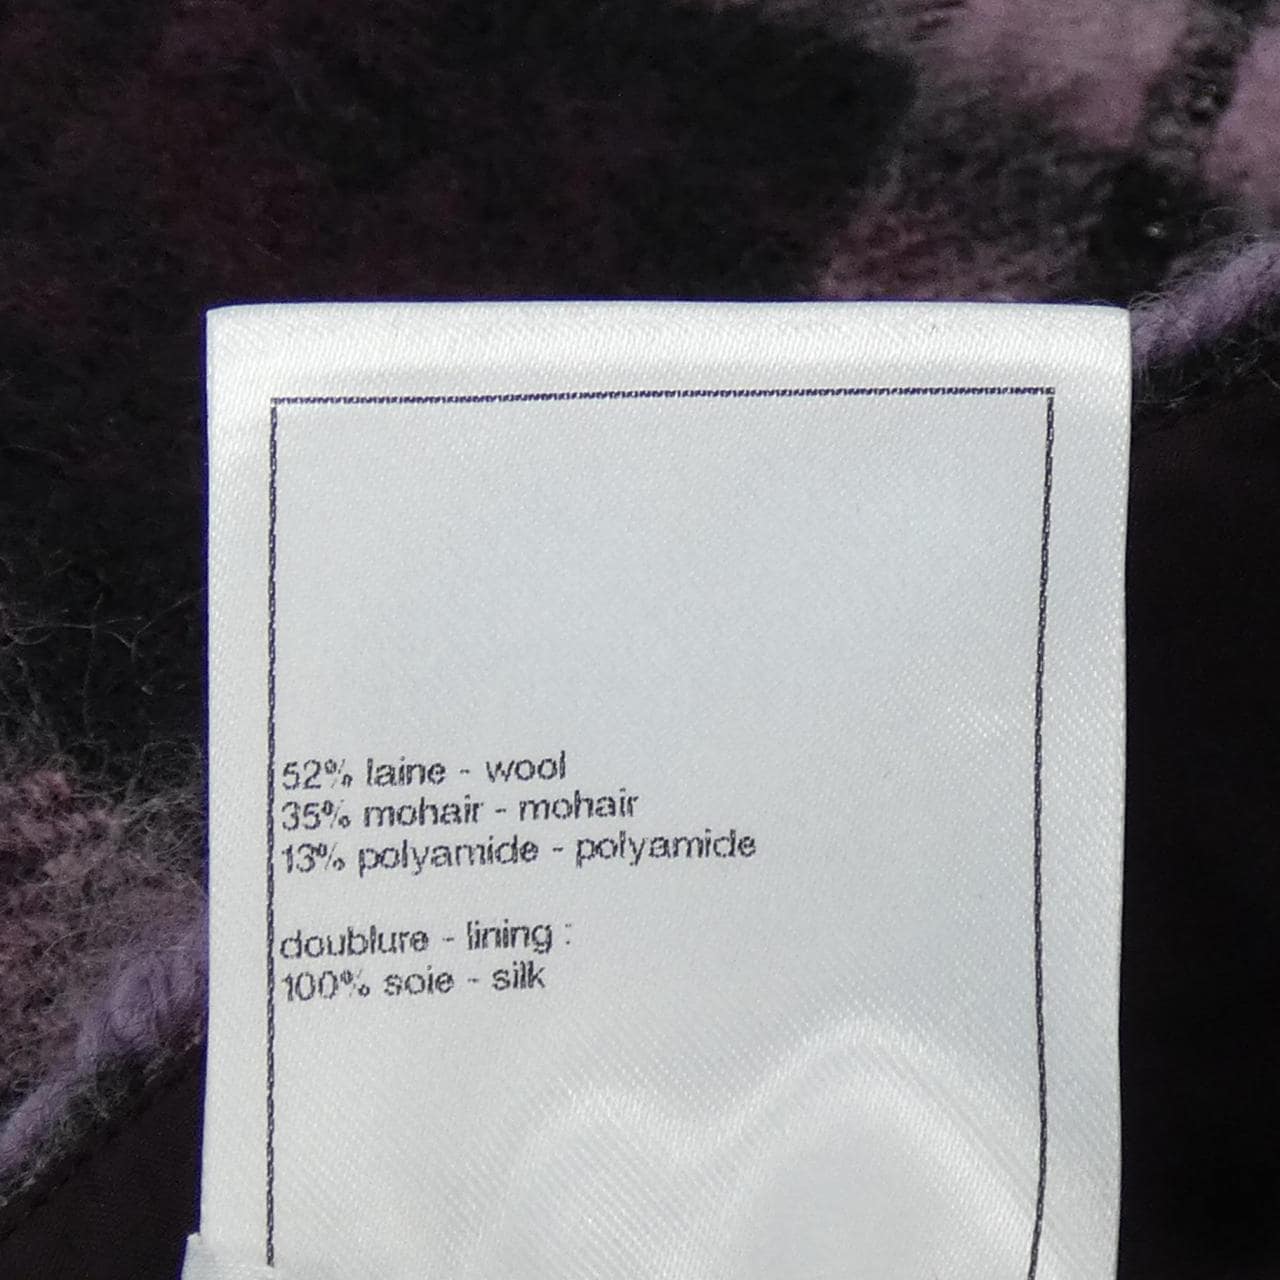 52% laine - wool
35% mohair - mohair
13% polyamide - polyamide
doublure - lining :
100% soie - silk